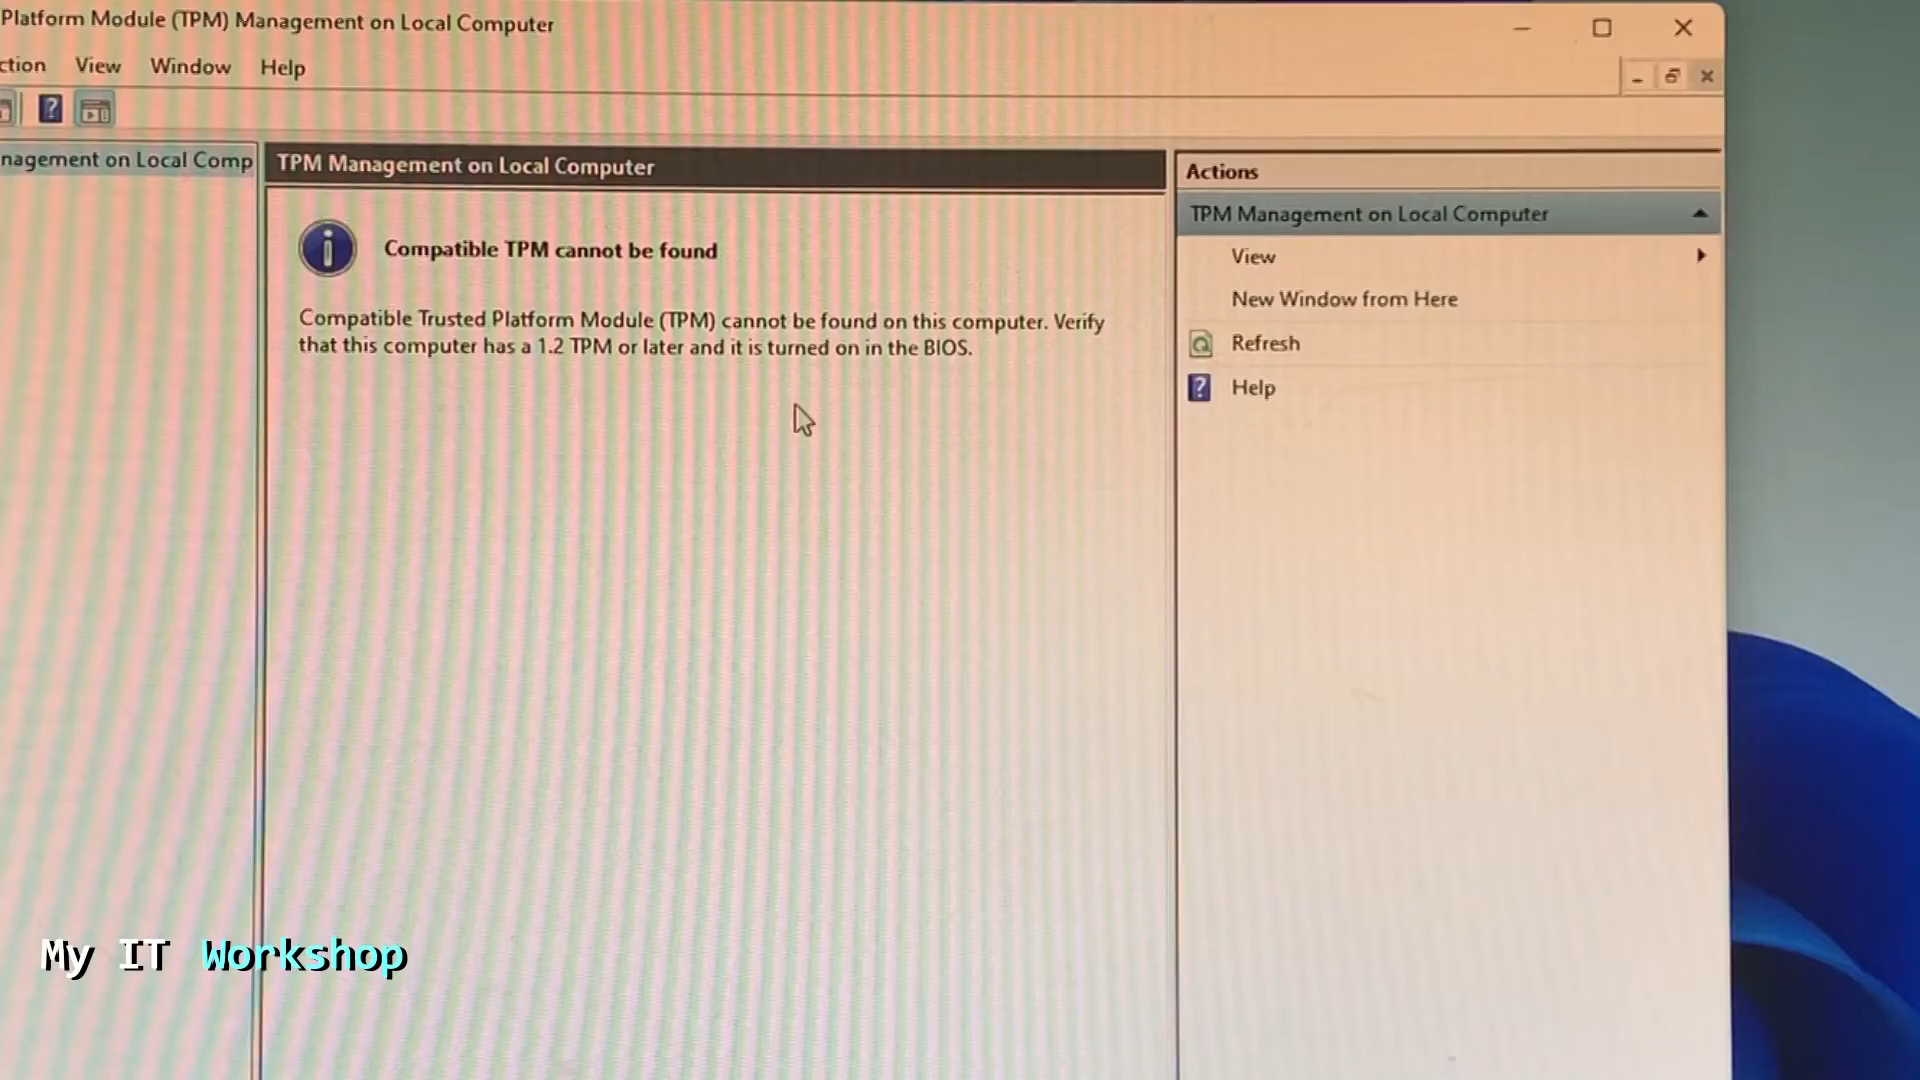 Platform Module (TPM) Management on Local Computer
ction View Window Help
nagement on Local Comp
TPM Management on Local Computer
Compatible TPM cannot be found
Compatible Trusted Platform Module (TPM) cannot be found on this computer. Verify
that this computer has a 1.2 TPM or later and it is turned on in the BIOS.
Actions
TPM Management on Local Computer
View
New Window from Here
Refresh
Help
My IT Workshop